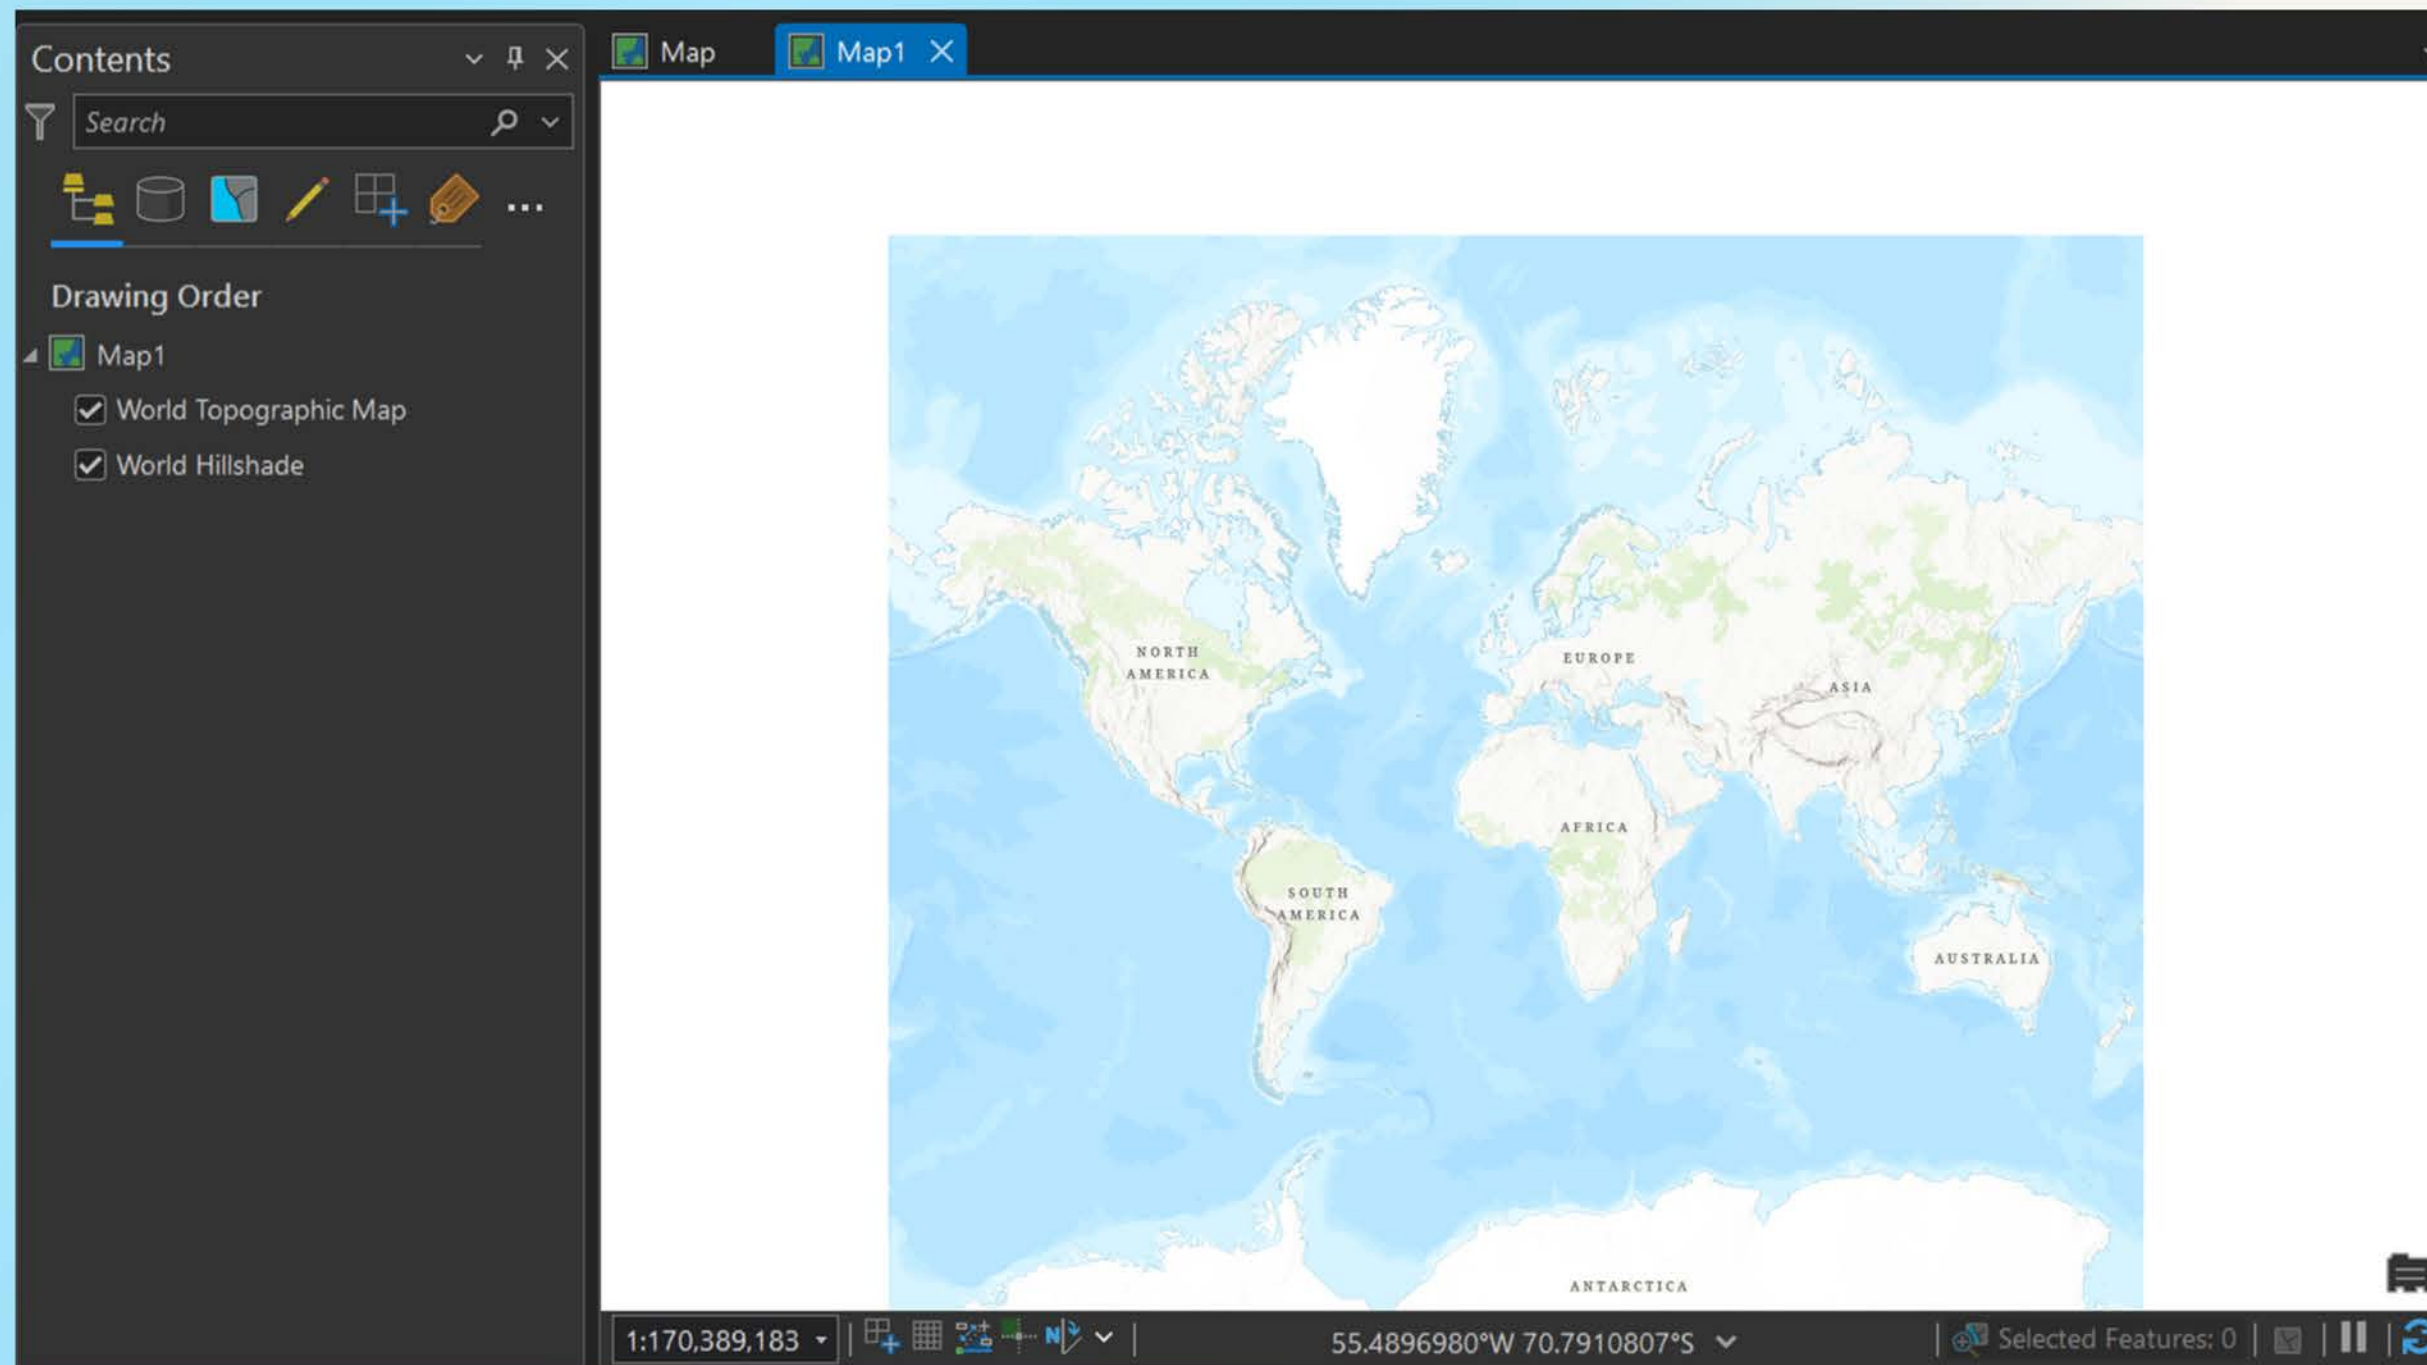 Contents
Search
Drawing Order
Map1
World Topographic Map
World Hillshade
Map
Map1
NORTH
AMERICA
EUROPE
ASIA
AFRICA
SOUTH
AMERICA
AUSTRALIA
ANTARCTICA
1:170,389,183
N
55.4896980°W 70.7910807°S
Selected Features: 0